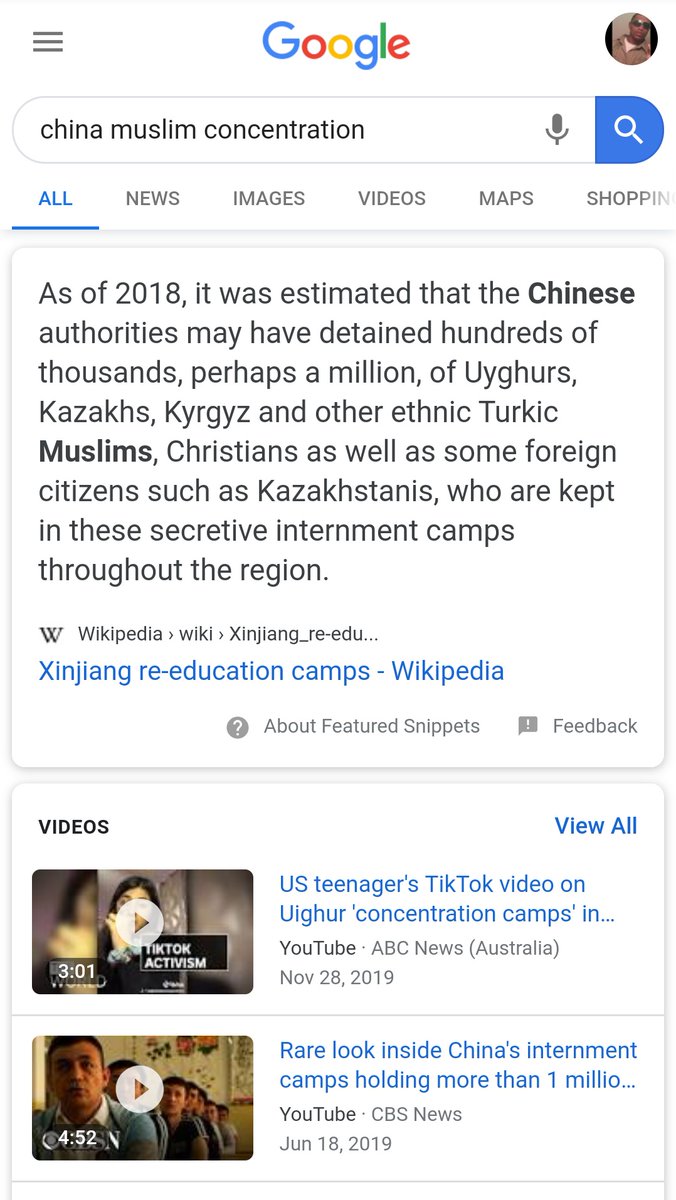 Google
china muslim concentration
ALL NEWS IMAGES VIDEOS MAPS SHOPPIN
As of 2018, it was estimated that the Chinese
authorities may have detained hundreds of
thousands, perhaps a million, of Uyghurs,
Kazakhs, Kyrgyz and other ethnic Turkic
Muslims, Christians as well as some foreign
citizens such as Kazakhstanis, who are kept
in these secretive internment camps
throughout the region.
W Wikipedia › wiki › Xinjiang_re-edu...
Xinjiang re-education camps - Wikipedia
About Featured Snippets Feedback
VIDEOS View All
TIKTOK
ACTIVISM
WORLD
3:01
US teenager's TikTok video on
Uighur 'concentration camps' in...
YouTube · ABC News (Australia)
Nov 28, 2019
4:52
Rare look inside China's internment
camps holding more than 1 millio...
YouTube · CBS News
Jun 18, 2019